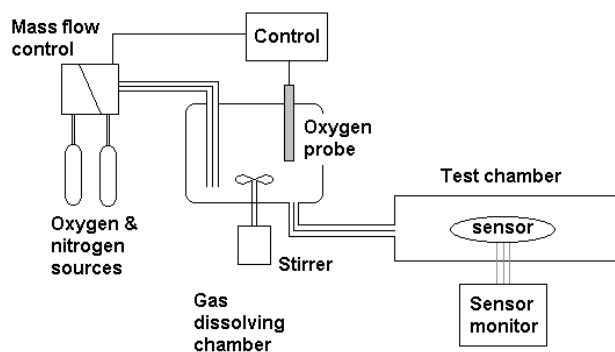 Mass flow
control
Control
Oxygen
probe
Test chamber
sensor
Oxygen &
nitrogen
sources
Stirrer
Gas
dissolving
chamber
Sensor
monitor